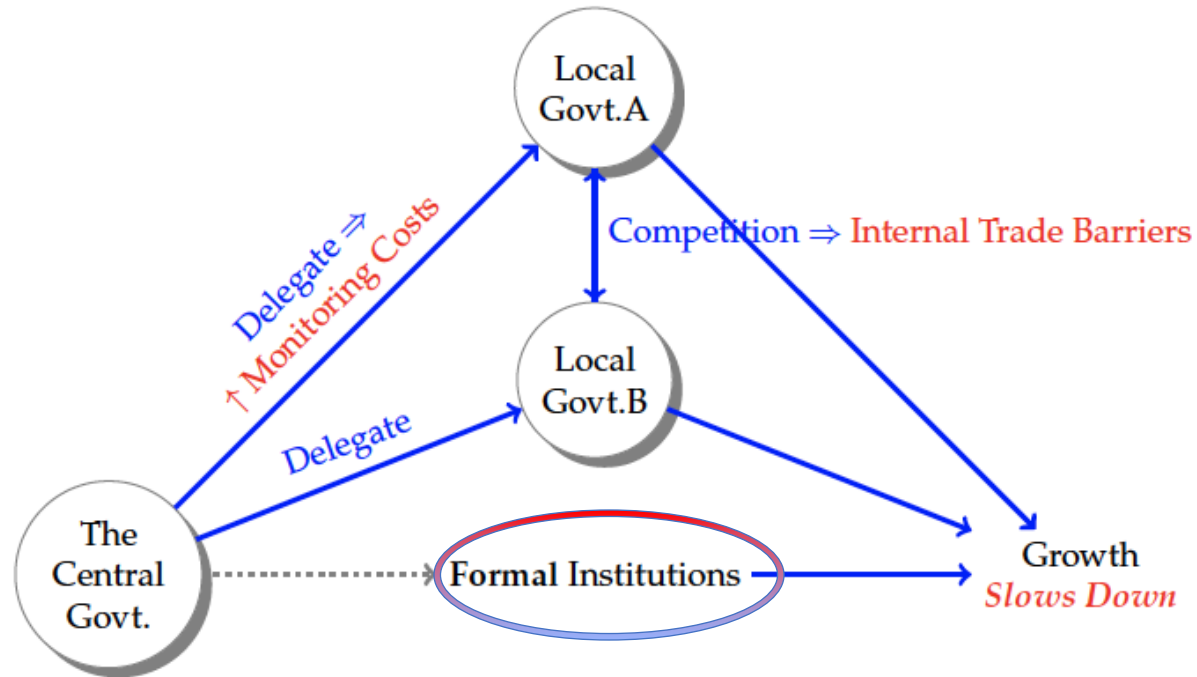 Local
Govt.A
Delegate ⇒
↑ Monitoring Costs
Competition ⇒ Internal Trade Barriers
Local
Govt.B
Delegate
The
Central
Govt.
Formal Institutions
Growth
Slows Down